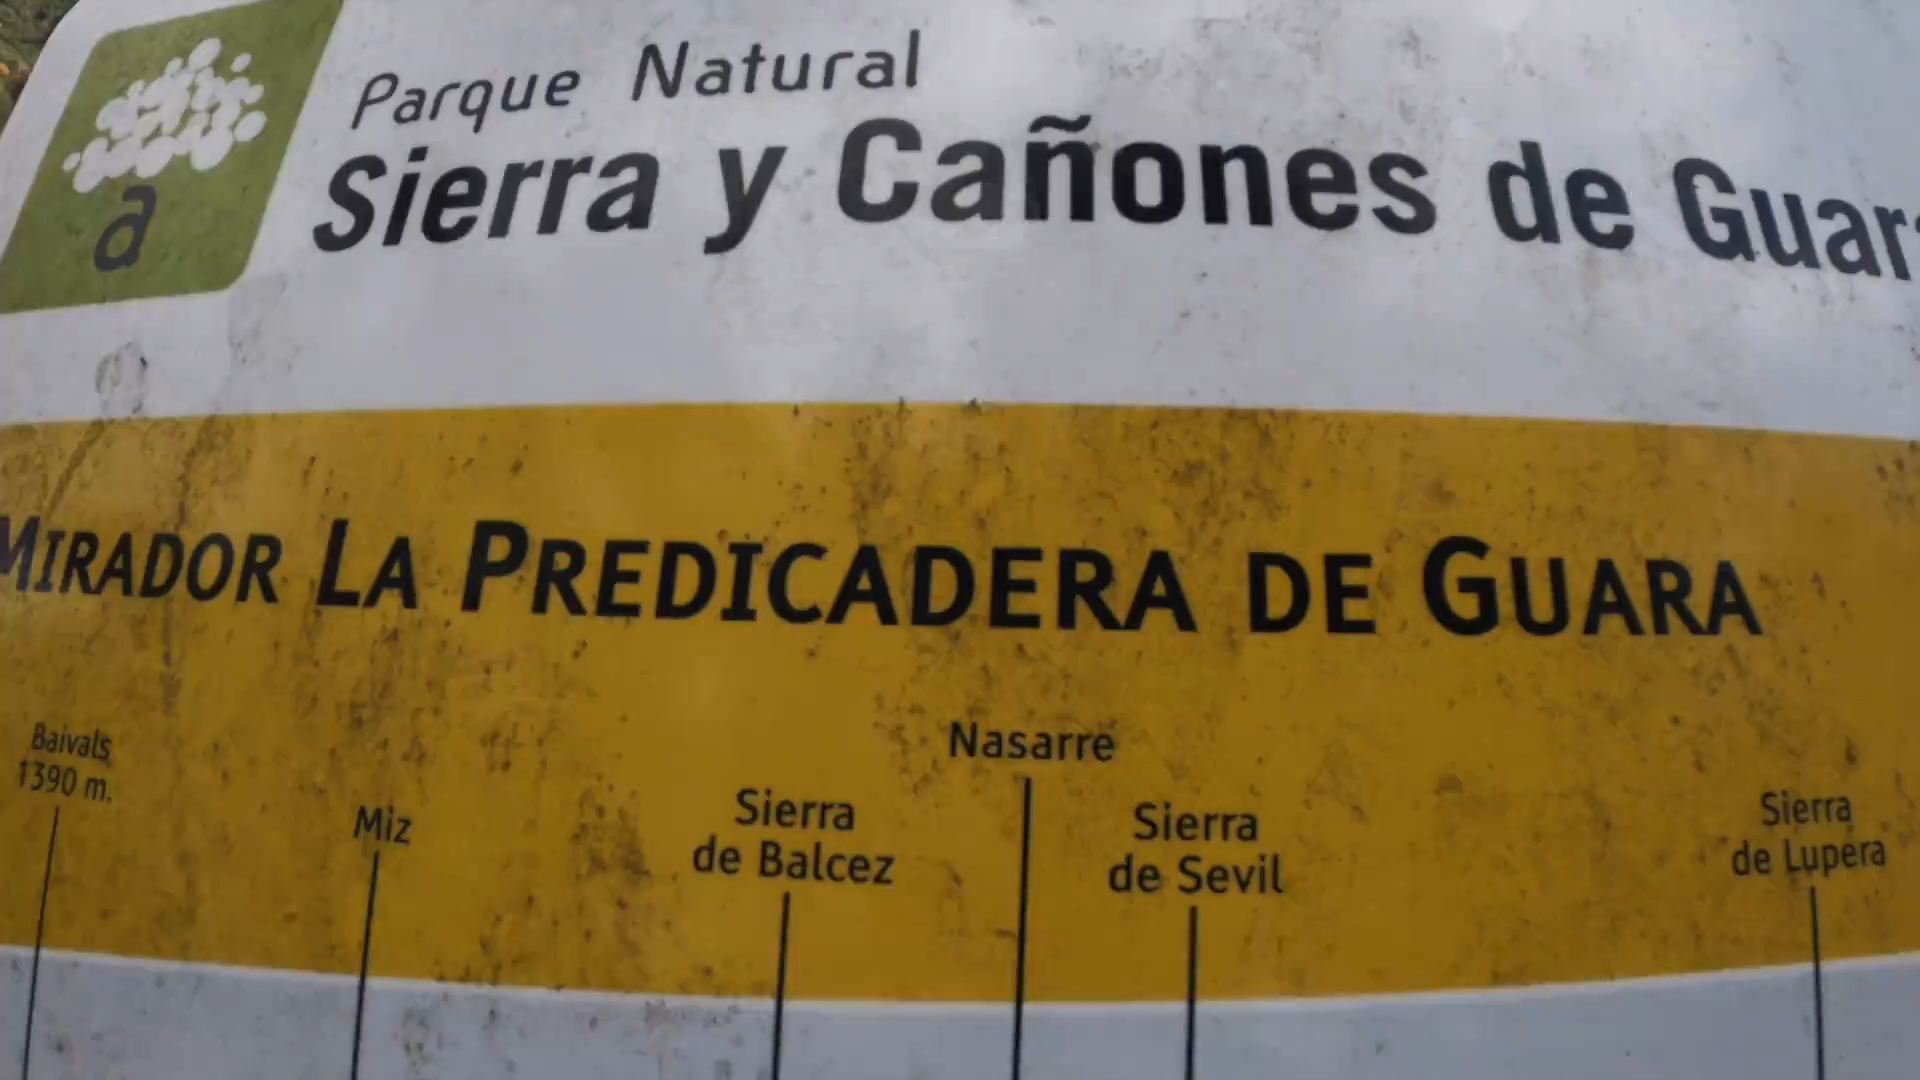 Parque Natural
Sierra y Cañones de Guar
a
MIRADOR LA PREDICADERA DE GUARA
Baivals
1390 m.
Miz
Sierra
de Balcez
Nasarre
Sierra
de Sevil
Sierra
de Lupera